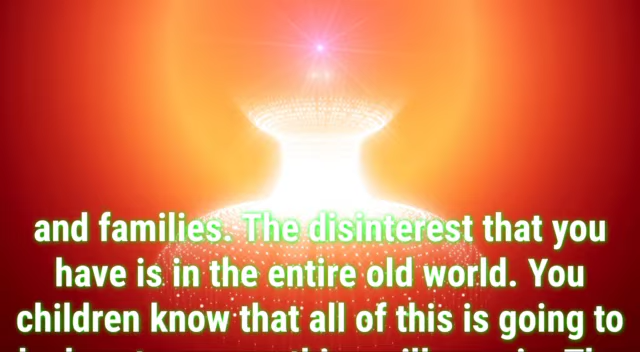 and families. The disinterest that you
have is in the entire old world. You
children know that all of this is going to